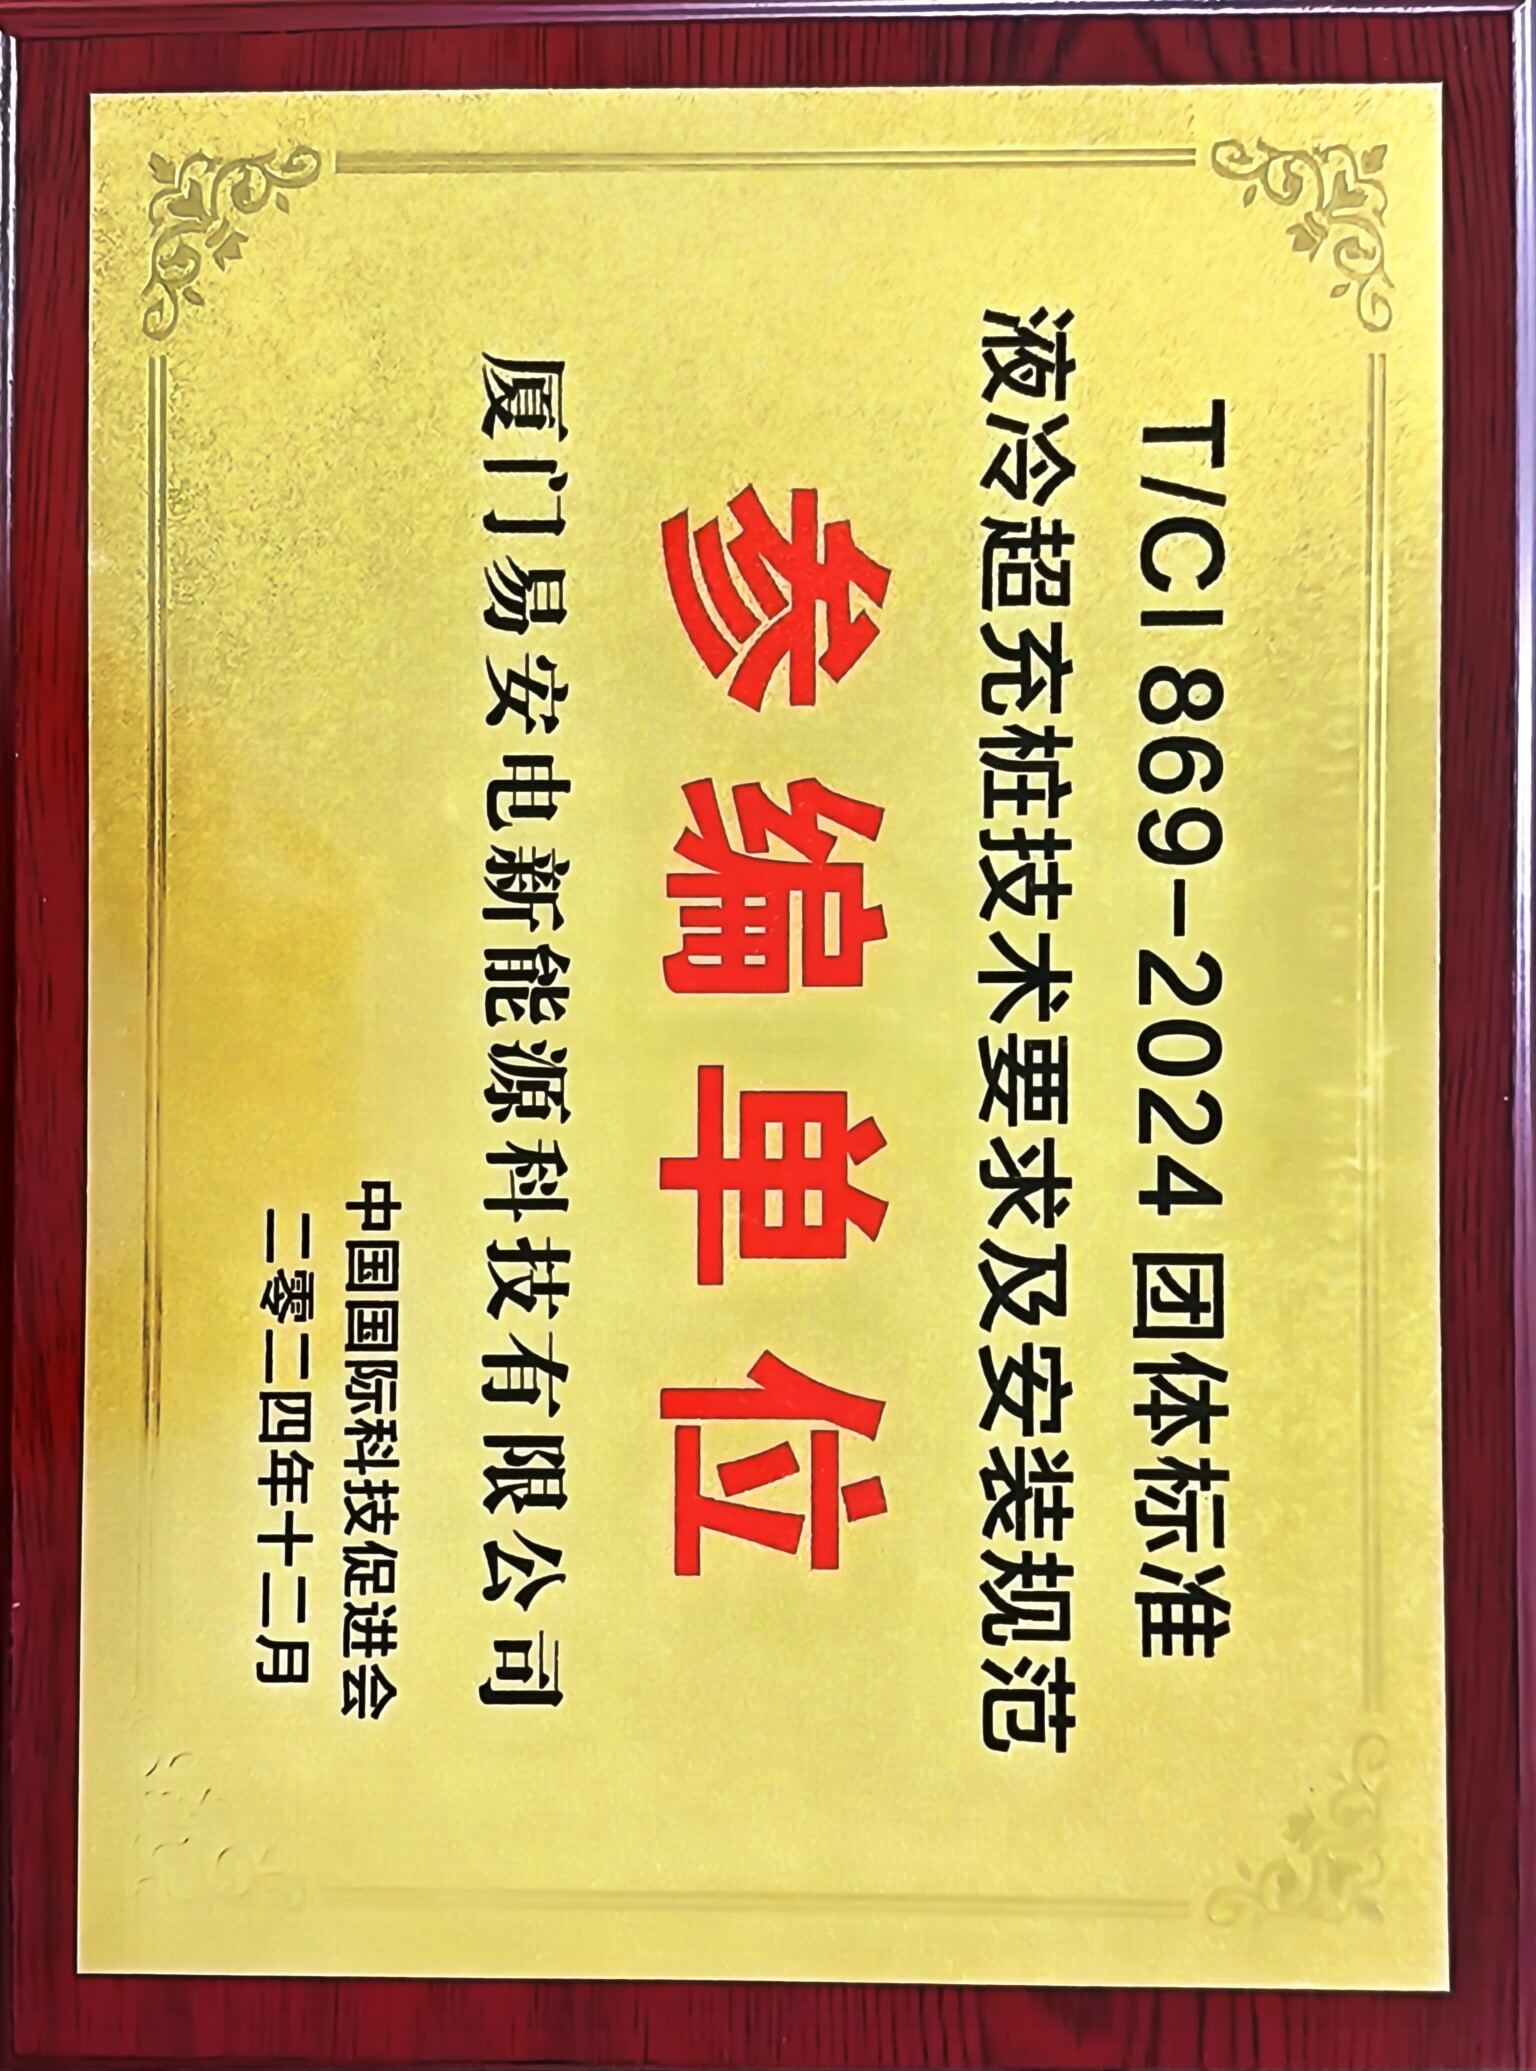 T/CI 869-2024 团体标准
液冷超充桩技术要求及安装规范
参编单位
厦门易安电新能源科技有限公司
中国国际科技促进会
二零二四年十二月